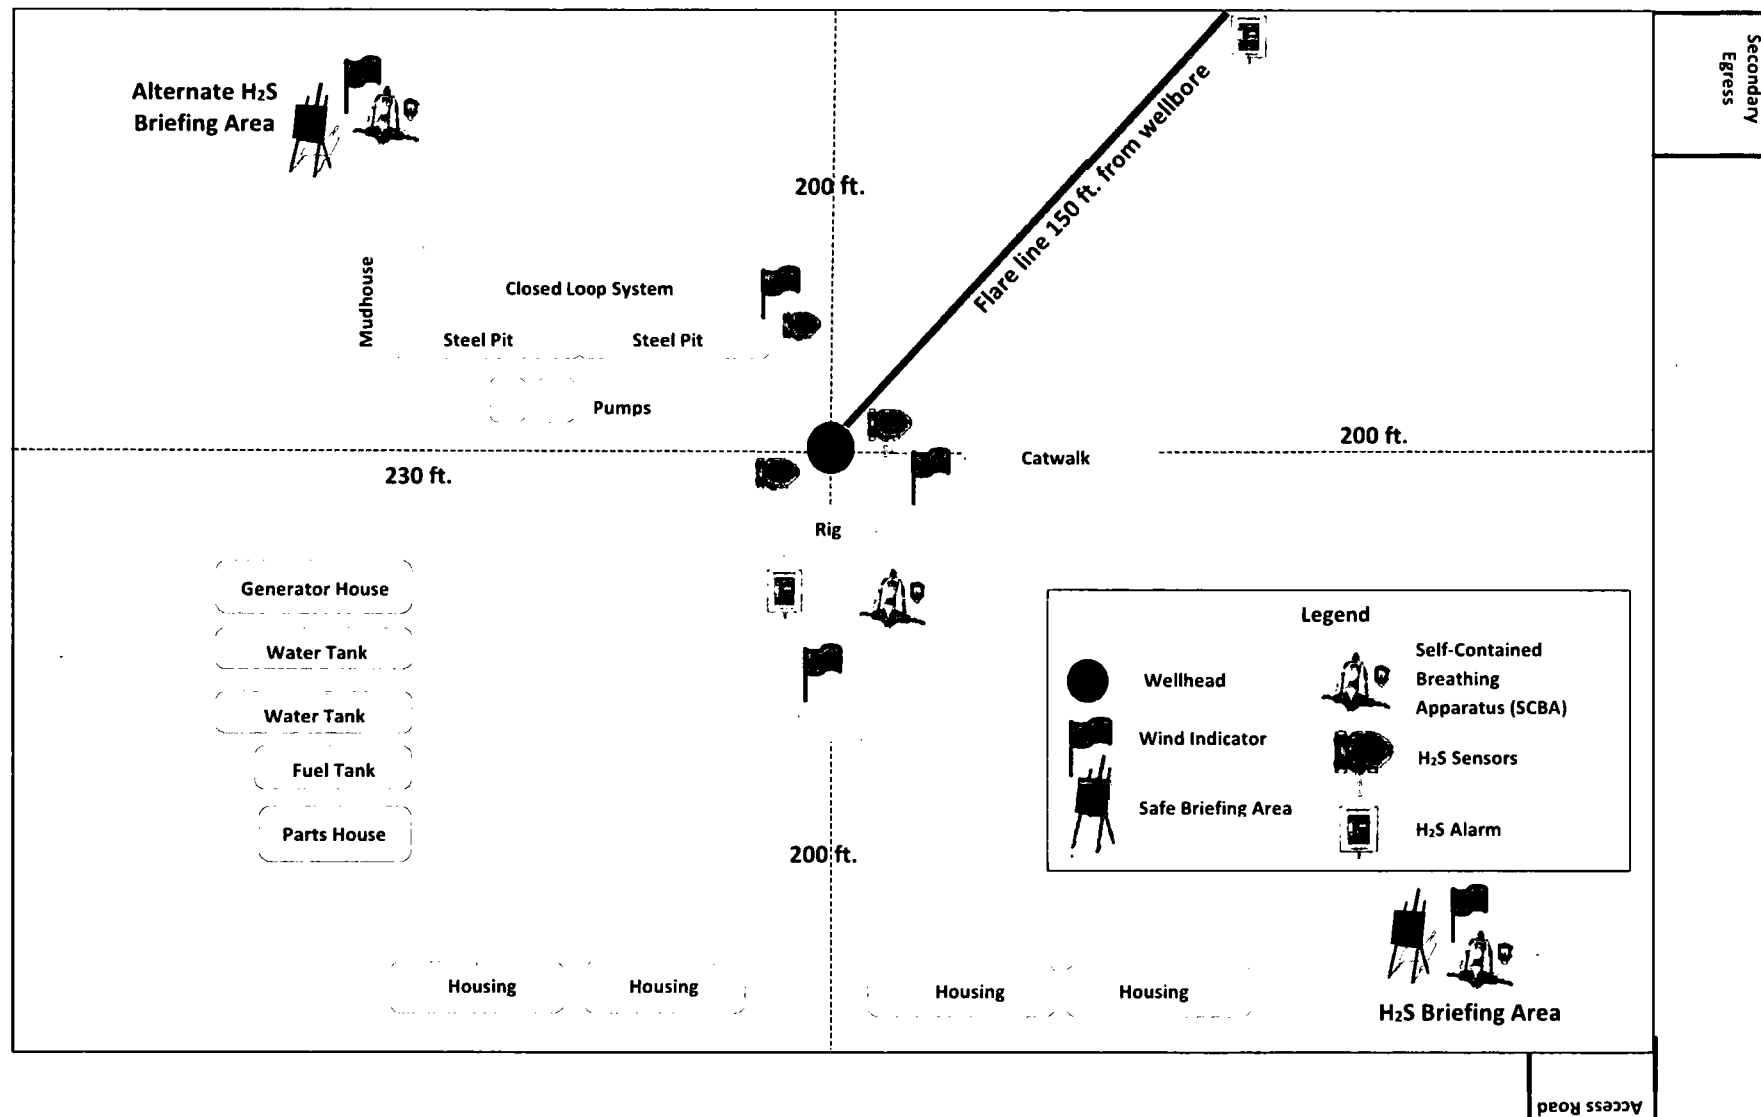 Secondary
Egress
Alternate H₂S
Briefing Area
200 ft.
Flare line 150 ft. from wellbore
Mudhouse
Closed Loop System
Steel Pit
Steel Pit
Pumps
230 ft.
200 ft.
Catwalk
Rig
Generator House
Water Tank
Water Tank
Fuel Tank
Parts House
Legend
Wellhead
Wind Indicator
Safe Briefing Area
Self-Contained
Breathing
Apparatus (SCBA)
H₂S Sensors
H₂S Alarm
200 ft.
Housing
Housing
Housing
Housing
H₂S Briefing Area
Access Road